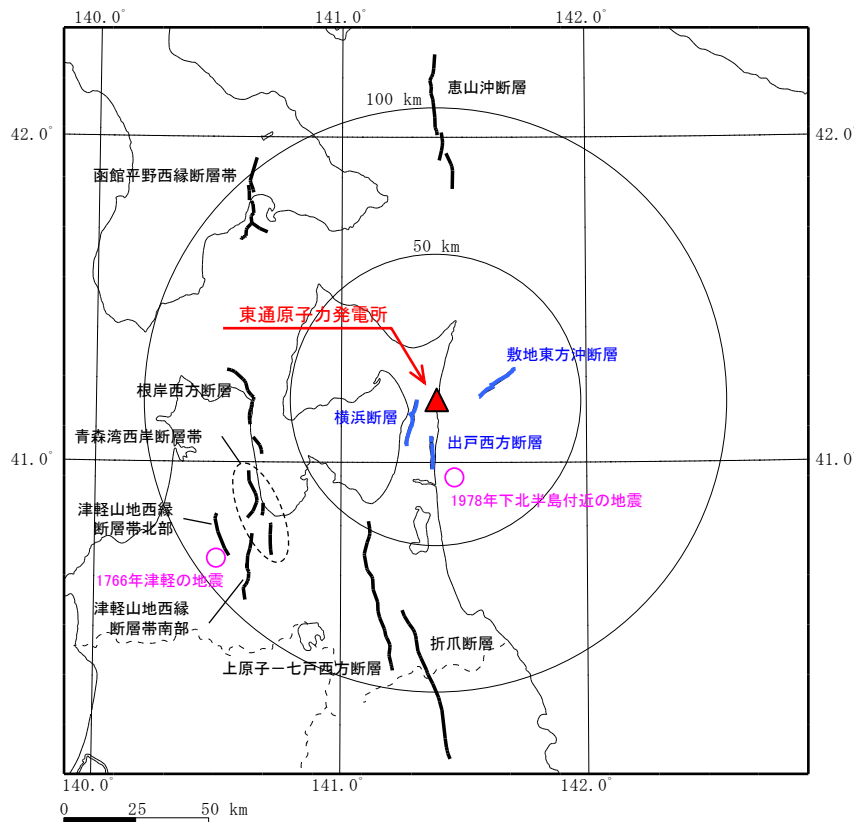 140.0°
141.0°
142.0°
恵山沖断層
100 km
42.0°
42.0°
函館平野西縁断層帯
50 km
東通原子力発電所
敷地東方沖断層
根岸西方断層
横浜断層
青森湾西岸断層帯
出戸西方断層
41.0°
41.0°
1978年下北半島付近の地震
津軽山地西縁
断層帯北部
1766年津軽の地震
津軽山地西縁
断層帯南部
折爪断層
上原子－七戸西方断層
140.0°
141.0°
142.0°
0 25 50 km